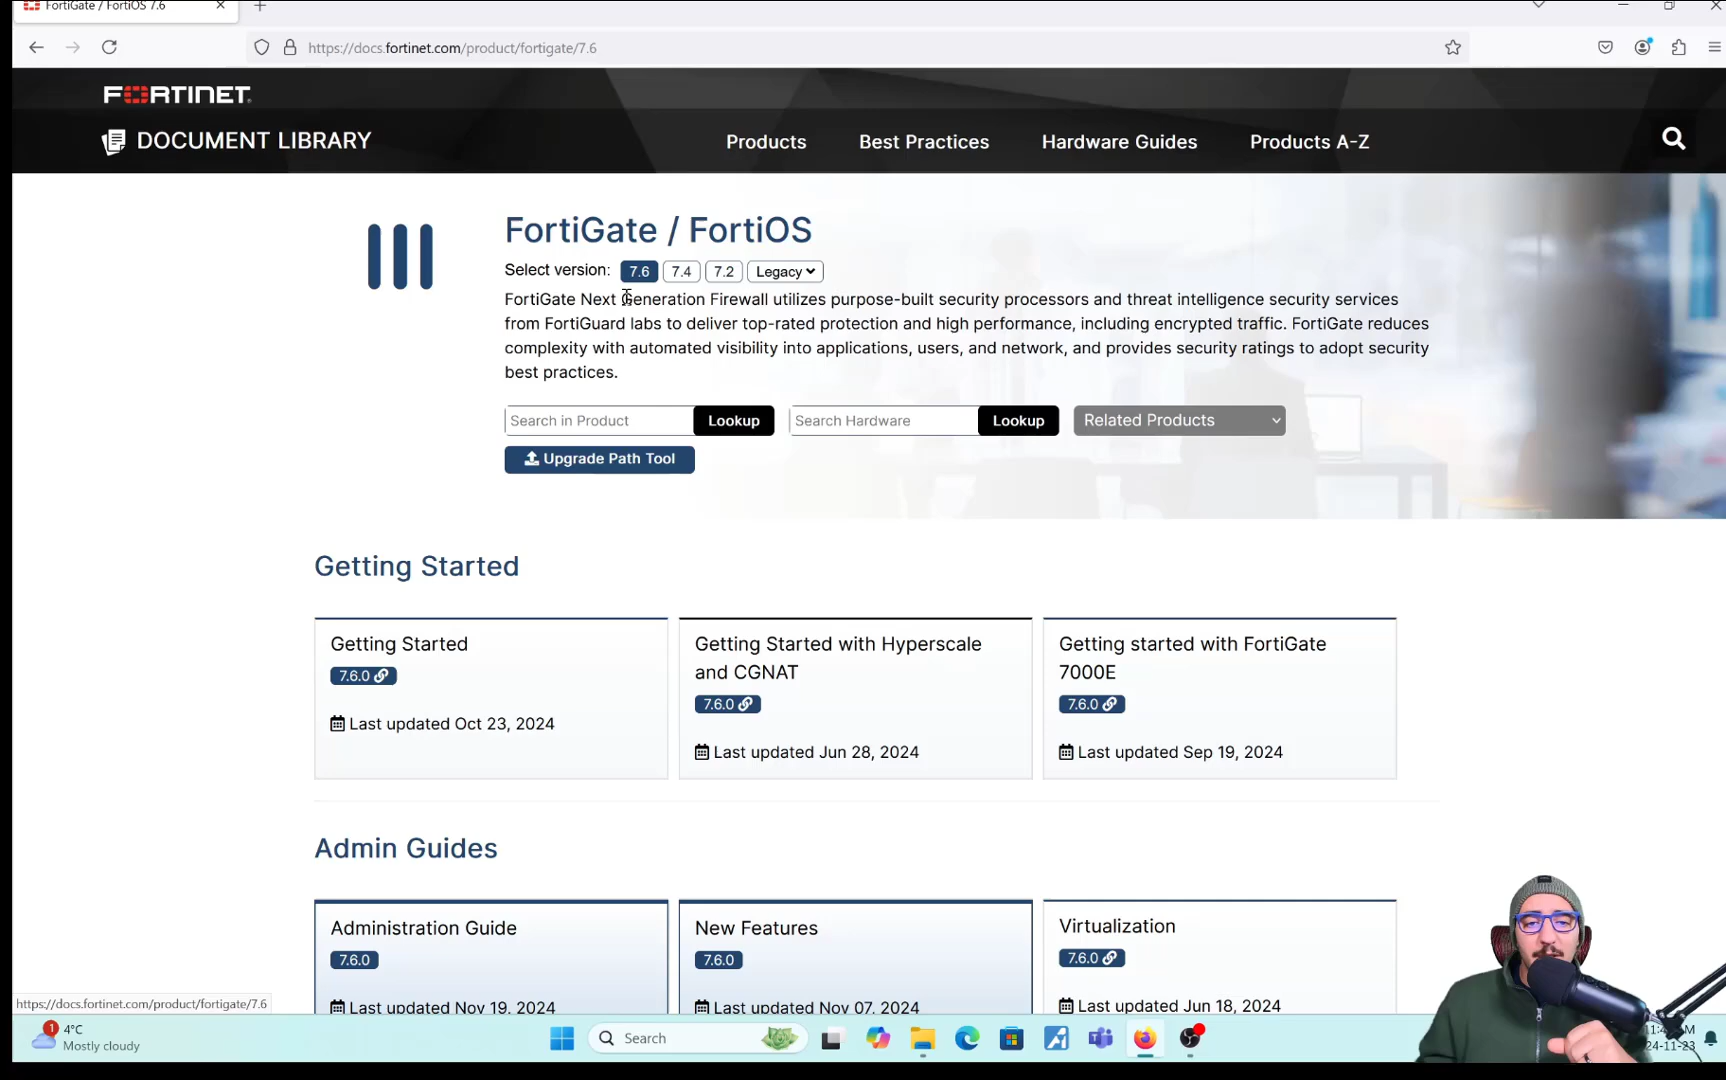 FortiGate / FortiOS 7.6
https://docs.fortinet.com/product/fortigate/7.6
FORTINET
DOCUMENT LIBRARY
Products
Best Practices
Hardware Guides
Products A-Z
FortiGate / FortiOS
Select version: 7.6 7.4 7.2 Legacy
FortiGate Next Generation Firewall utilizes purpose-built security processors and threat intelligence security services
from FortiGuard labs to deliver top-rated protection and high performance, including encrypted traffic. FortiGate reduces
complexity with automated visibility into applications, users, and network, and provides security ratings to adopt security
best practices.
Search in Product Lookup Search Hardware Lookup Related Products
Upgrade Path Tool
Getting Started
Getting Started
7.6.0
Last updated Oct 23, 2024
Getting Started with Hyperscale
and CGNAT
7.6.0
Last updated Jun 28, 2024
Getting started with FortiGate
7000E
7.6.0
Last updated Sep 19, 2024
Admin Guides
Administration Guide
7.6.0
Last updated Nov 19, 2024
New Features
7.6.0
Last updated Nov 07, 2024
Virtualization
7.6.0
Last updated Jun 18, 2024
https://docs.fortinet.com/product/fortigate/7.6
1
4°C
Mostly cloudy
Search
24-11-23